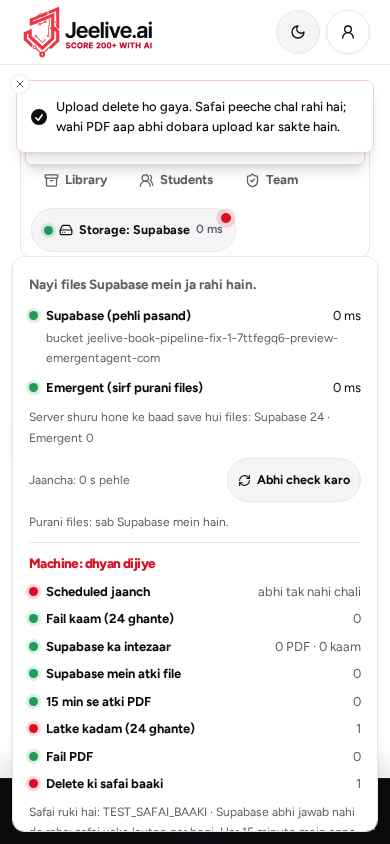 Jeelive.ai
SCORE 200+ WITH AI
Upload delete ho gaya. Safai peeche chal rahi hai;
wahi PDF aap abhi dobara upload kar sakte hain.
Library Students Team
Storage: Supabase 0 ms
Nayi files Supabase mein ja rahi hain.
Supabase (pehli pasand) 0 ms
bucket jeelive-book-pipeline-fix-1-7ttfegq6-preview-
emergentagent-com
Emergent (sirf purani files) 0 ms
Server shuru hone ke baad save hui files: Supabase 24 ·
Emergent 0
Jaancha: 0 s pehle Abhi check karo
Purani files: sab Supabase mein hain.
Machine: dhyan dijiye
Scheduled jaanch abhi tak nahi chali
Fail kaam (24 ghante) 0
Supabase ka intezaar 0 PDF · 0 kaam
Supabase mein atki file 0
15 min se atki PDF 0
Latke kadam (24 ghante) 1
Fail PDF 0
Delete ki safai baaki 1
Safai ruki hai: TEST_SAFAI_BAAKI · Supabase abhi jawab nahi